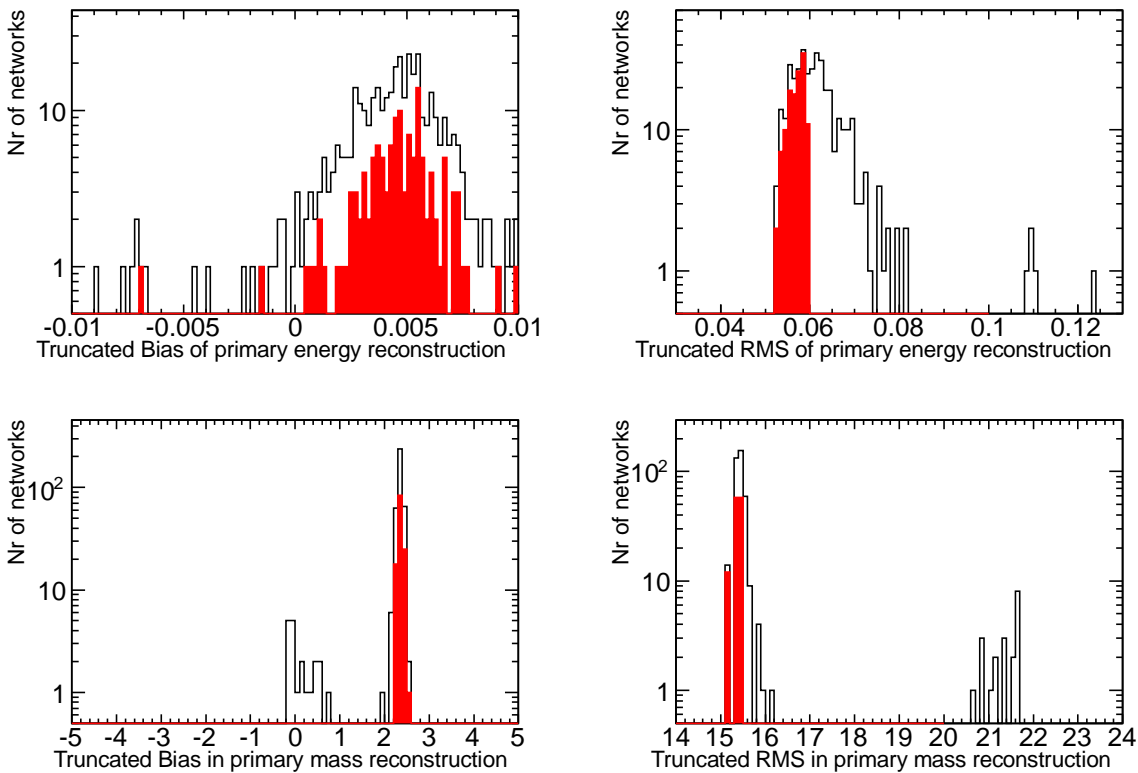 Nr of networks
10
1
-0.01 -0.005 0 0.005 0.01
Truncated Bias of primary energy reconstruction
Nr of networks
10
1
0.04 0.06 0.08 0.1 0.12
Truncated RMS of primary energy reconstruction
Nr of networks
10²
10
1
-5 -4 -3 -2 -1 0 1 2 3 4 5
Truncated Bias in primary mass reconstruction
Nr of networks
10²
10
1
14 15 16 17 18 19 20 21 22 23 24
Truncated RMS in primary mass reconstruction